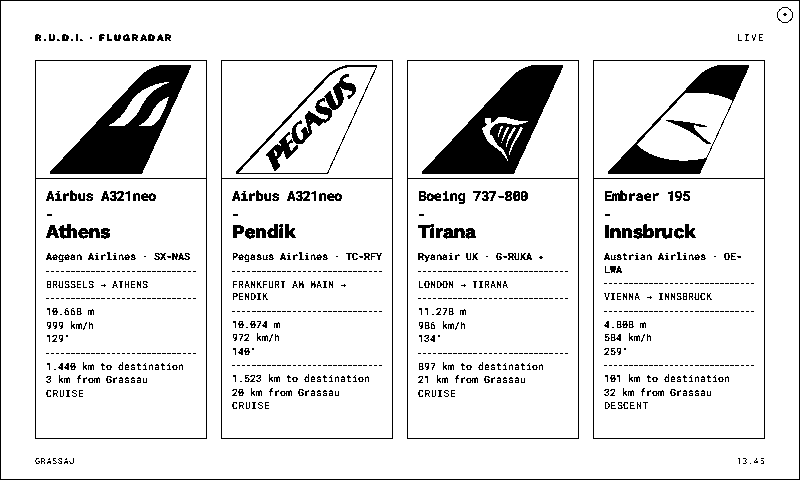 R.U.D.I. · FLUGRADAR
LIVE
Airbus A321neo
–
Athens
Aegean Airlines · SX-NAS
BRUSSELS → ATHENS
10.668 m
999 km/h
129°
1.440 km to destination
3 km from Grassau
CRUISE
PEGASUS
Airbus A321neo
–
Pendik
Pegasus Airlines · TC-RFY
FRANKFURT AM MAIN →
PENDIK
10.074 m
972 km/h
140°
1.523 km to destination
20 km from Grassau
CRUISE
Boeing 737-800
–
Tirana
Ryanair UK · G-RUKA ✦
LONDON → TIRANA
11.278 m
986 km/h
134°
897 km to destination
21 km from Grassau
CRUISE
Embraer 195
–
Innsbruck
Austrian Airlines · OE-
LWA
VIENNA → INNSBRUCK
4.808 m
584 km/h
259°
101 km to destination
32 km from Grassau
DESCENT
GRASSAU
13.45